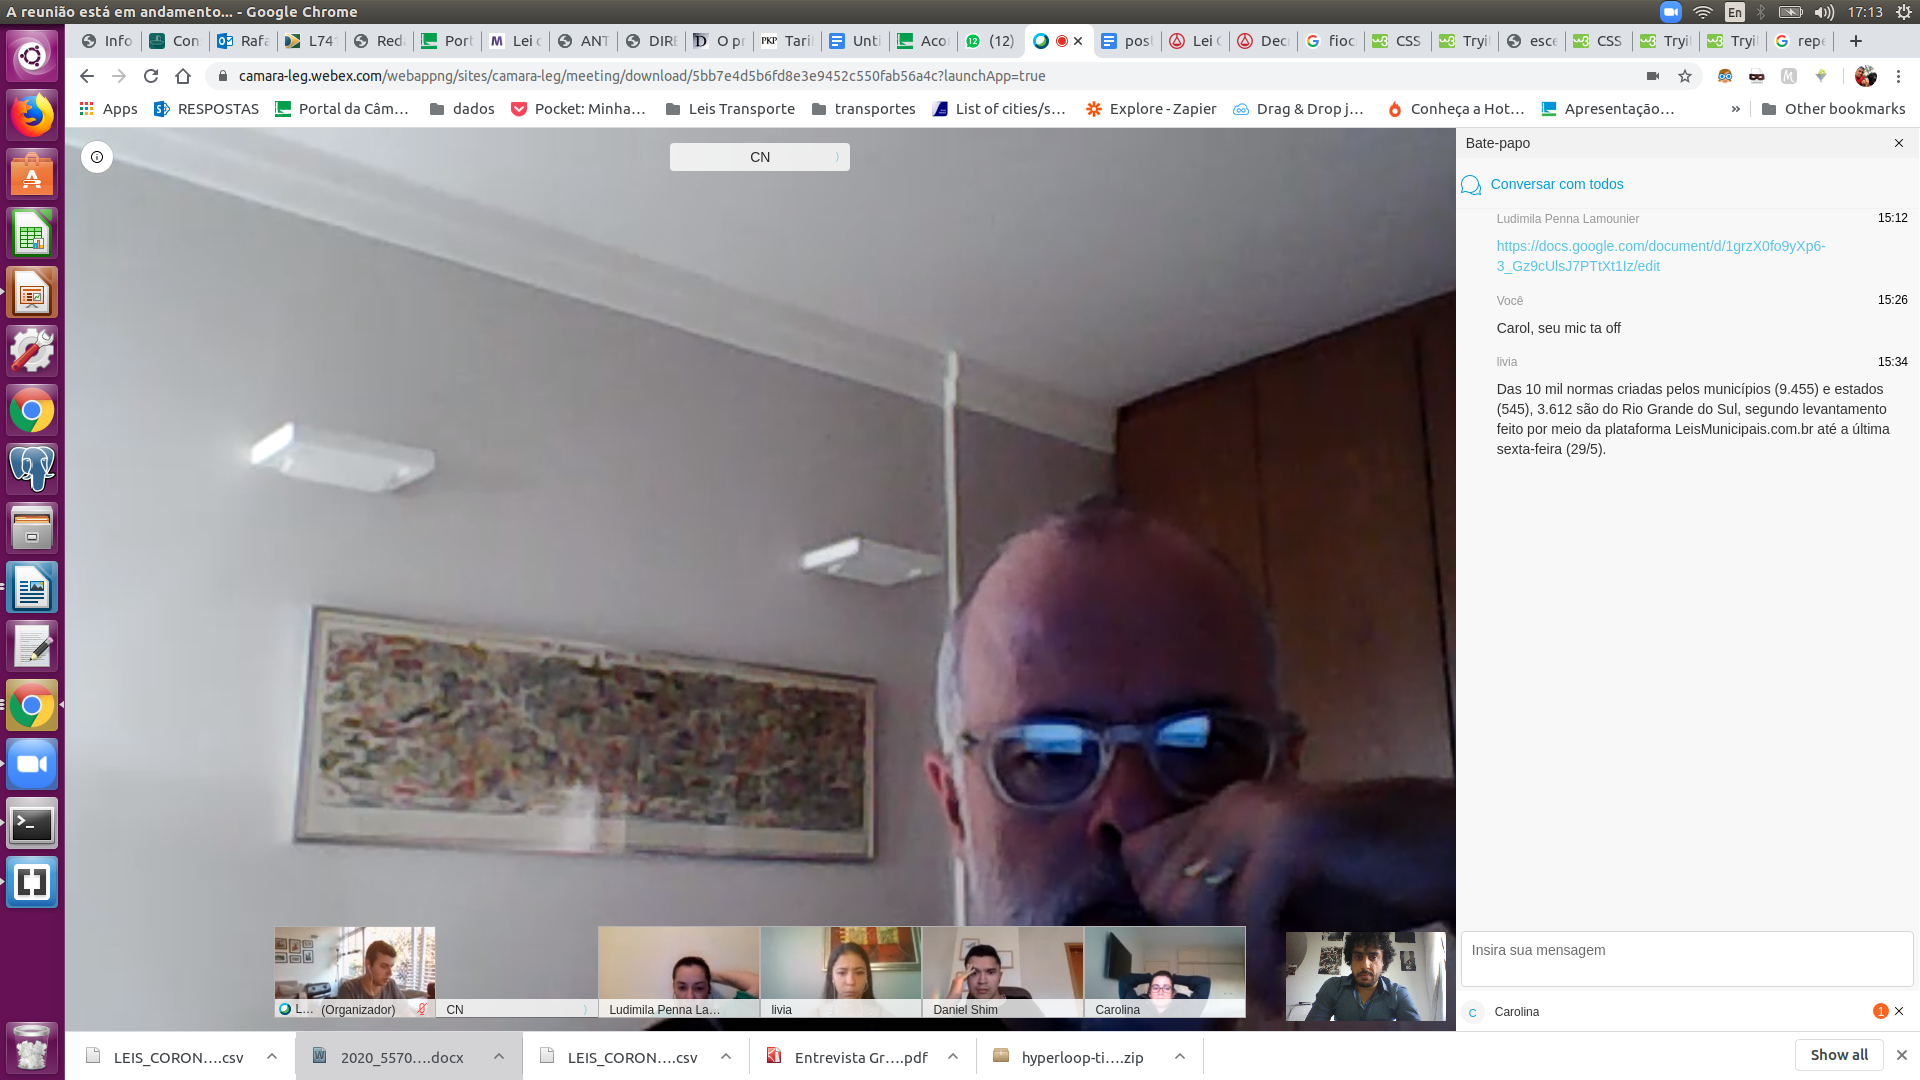 A reunião está em andamento... - Google Chrome
En
17:13
Info
Con
Rafa
L74
Red
Port
Lei c
ANT
DIRE
O pr
PKP
Tari
Unti
Acor
(12)
post
Lei C
Decr
fioc
CSS
Tryi
esce
CSS
Tryi
Tryi
repe
camara-leg.webex.com/webappng/sites/camara-leg/meeting/download/5bb7e4d5b6fd8e3e9452c550fab56a4c?launchApp=true
Apps
RESPOSTAS
Portal da Câm...
dados
Pocket: Minha...
Leis Transporte
transportes
List of cities/s...
Explore - Zapier
Drag & Drop j...
Conheça a Hot...
Apresentação...
Other bookmarks
CN
Bate-papo
Conversar com todos
Ludimila Penna Lamounier 15:12
https://docs.google.com/document/d/1grzX0fo9yXp6-
3_Gz9cUlsJ7PTtXt1Iz/edit
Você 15:26
Carol, seu mic ta off
livia 15:34
Das 10 mil normas criadas pelos municípios (9.455) e estados
(545), 3.612 são do Rio Grande do Sul, segundo levantamento
feito por meio da plataforma LeisMunicipais.com.br até a última
sexta-feira (29/5).
Insira sua mensagem
C Carolina 1
L... (Organizador)
CN
Ludimila Penna La...
livia
Daniel Shim
Carolina
LEIS_CORON....csv
2020_5570....docx
LEIS_CORON....csv
Entrevista Gr....pdf
hyperloop-ti....zip
Show all